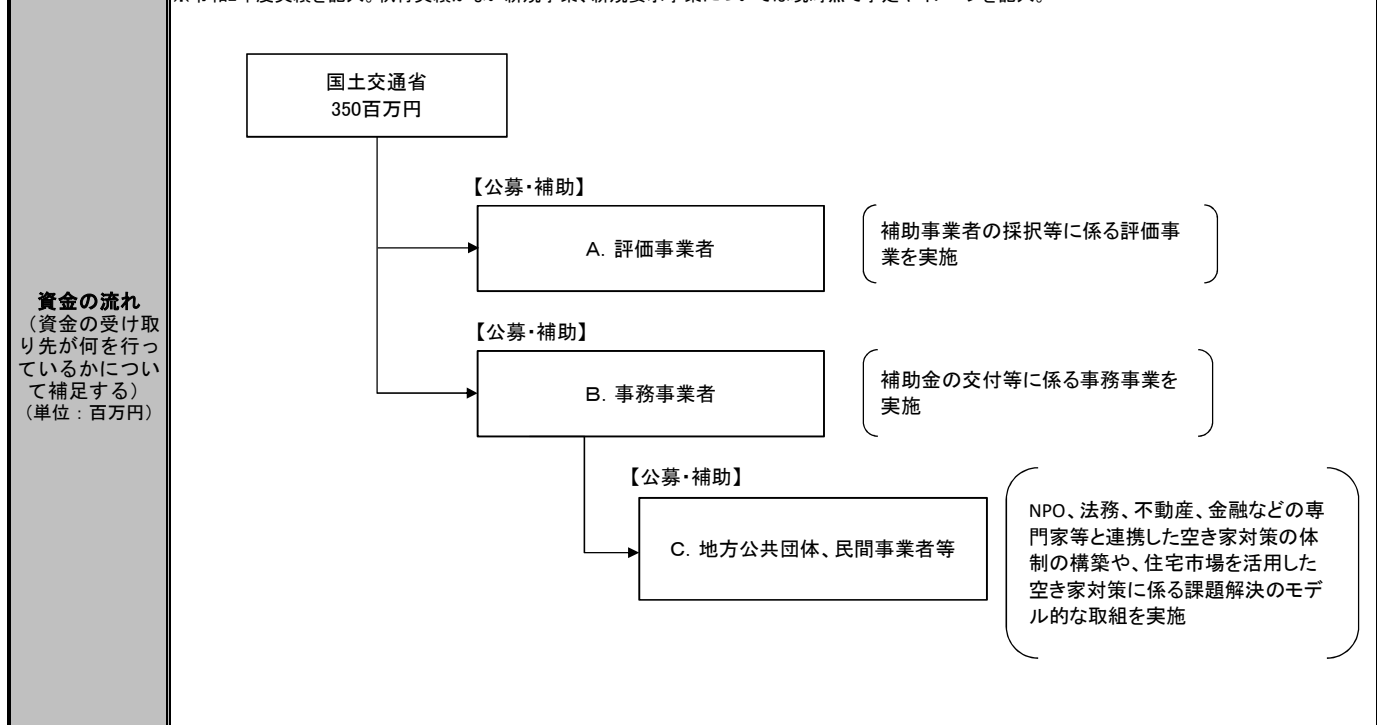 国土交通省
350百万円
【公募・補助】
A. 評価事業者
補助事業者の採択等に係る評価事
業を実施
資金の流れ
（資金の受け取
り先が何を行っ
ているかについ
て補足する）
（単位：百万円）
【公募・補助】
B. 事務事業者
補助金の交付等に係る事務事業を
実施
【公募・補助】
C. 地方公共団体、民間事業者等
NPO、法務、不動産、金融などの専
門家等と連携した空き家対策の体
制の構築や、住宅市場を活用した
空き家対策に係る課題解決のモデ
ル的な取組を実施